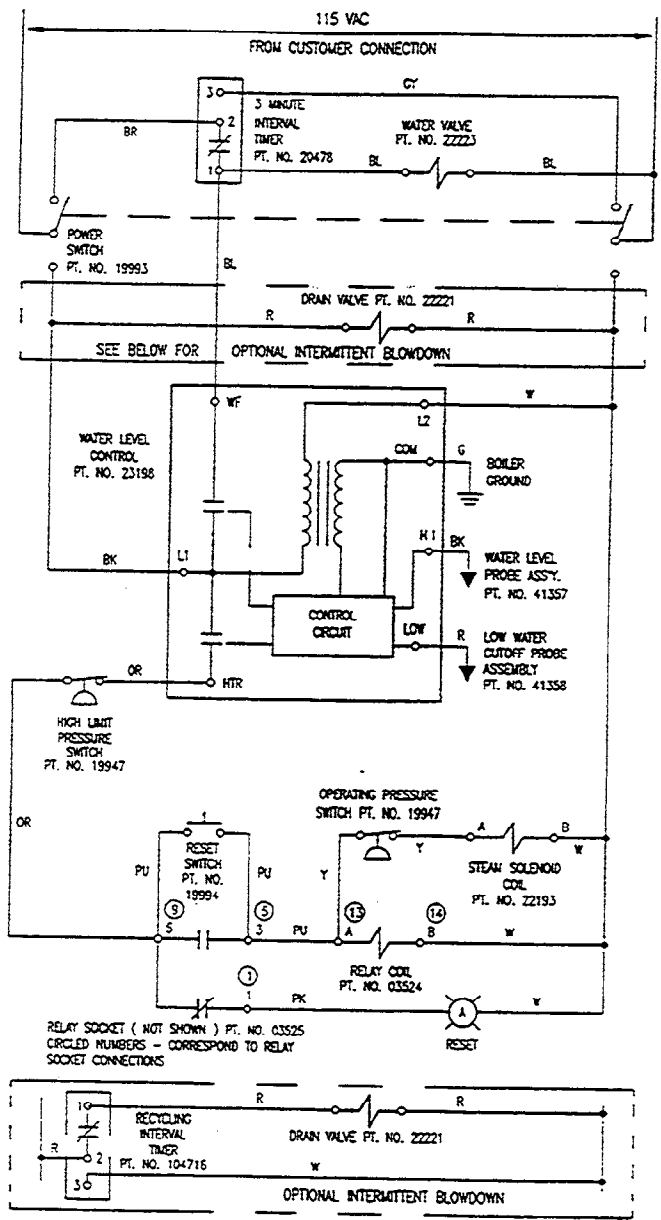 115 VAC
FROM CUSTOMER CONNECTION
3
GY
3 MINUTE
INTERVAL
TIMER
PT. NO. 20478
2
BR
WATER VALVE
PT. NO. 22223
1
BL
BL
POWER
SWITCH
PT. NO. 19993
BL
DRAIN VALVE PT. NO. 22221
R
R
SEE BELOW FOR OPTIONAL INTERMITTENT BLOWDOWN
WF
W
L2
WATER LEVEL
CONTROL
PT. NO. 23198
COM
G
BOILER
GROUND
BK
L1
H I
BK
WATER LEVEL
PROBE ASS'Y.
PT. NO. 41357
CONTROL
CIRCUIT
LOW
R
LOW WATER
CUTOFF PROBE
ASSEMBLY
PT. NO. 41358
OR
HTR
HIGH LIMIT
PRESSURE
SWITCH
PT. NO. 19947
OPERATING PRESSURE
SWITCH PT. NO. 19947
OR
RESET
SWITCH
PT. NO.
19994
PU
PU
Y
Y
A
B
W
STEAM SOLENOID
COIL
PT. NO. 22193
9
5
13
14
5
3
PU
A
B
W
RELAY COIL
PT. NO. 03524
1
1
PK
A
W
RESET
RELAY SOCKET ( NOT SHOWN ) PT. NO. 03525
CIRCLED NUMBERS - CORRESPOND TO RELAY
SOCKET CONNECTIONS
1
R
R
RECYCLING
INTERVAL
TIMER
PT. NO. 104716
DRAIN VALVE PT. NO. 22221
R
2
W
3
OPTIONAL INTERMITTENT BLOWDOWN